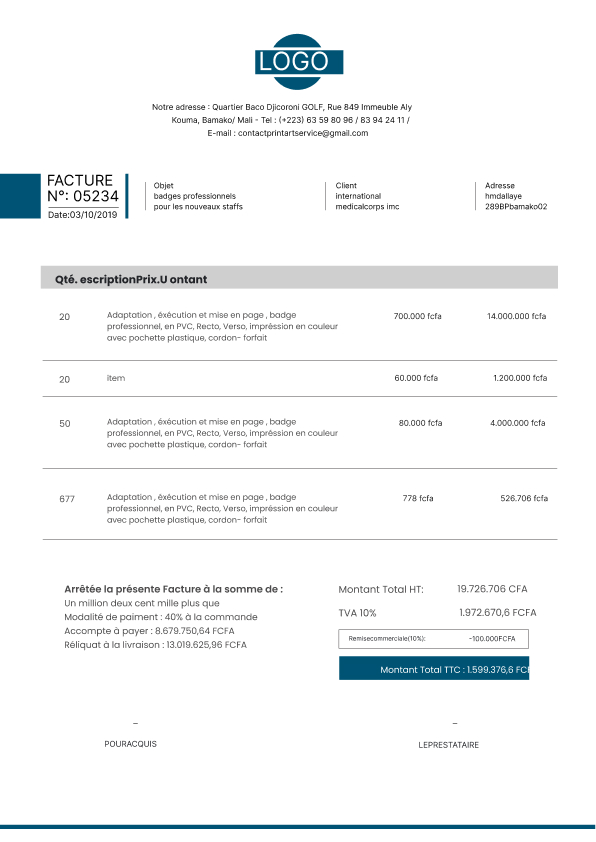 LOGO
Notre adresse : Quartier Baco Djicoroni GOLF, Rue 849 Immeuble Aly
Kouma, Bamako/ Mali - Tel : (+223) 63 59 80 96 / 83 94 24 11 /
E-mail : contactprintartservice@gmail.com
FACTURE
N°: 05234
Date:03/10/2019
Objet
badges professionnels
pour les nouveaux staffs
Client
international
medicalcorps imc
Adresse
hmdallaye
289BPbamako02
Qté. escriptionPrix.U ontant
20 Adaptation , éxécution et mise en page , badge 700.000 fcfa 14.000.000 fcfa
professionnel, en PVC, Recto, Verso, impréssion en couleur
avec pochette plastique, cordon- forfait
20 item 60.000 fcfa 1.200.000 fcfa
50 Adaptation , éxécution et mise en page , badge 80.000 fcfa 4.000.000 fcfa
professionnel, en PVC, Recto, Verso, impréssion en couleur
avec pochette plastique, cordon- forfait
677 Adaptation , éxécution et mise en page , badge 778 fcfa 526.706 fcfa
professionnel, en PVC, Recto, Verso, impréssion en couleur
avec pochette plastique, cordon- forfait
Arrêtée la présente Facture à la somme de :
Un million deux cent mille plus que
Modalité de paiment : 40% à la commande
Accompte à payer : 8.679.750,64 FCFA
Réliquat à la livraison : 13.019.625,96 FCFA
Montant Total HT: 19.726.706 CFA
TVA 10% 1.972.670,6 FCFA
Remisecommerciale(10%): -100.000FCFA
Montant Total TTC : 1.599.376,6 FCF
_ _
POURACQUIS LEPRESTATAIRE